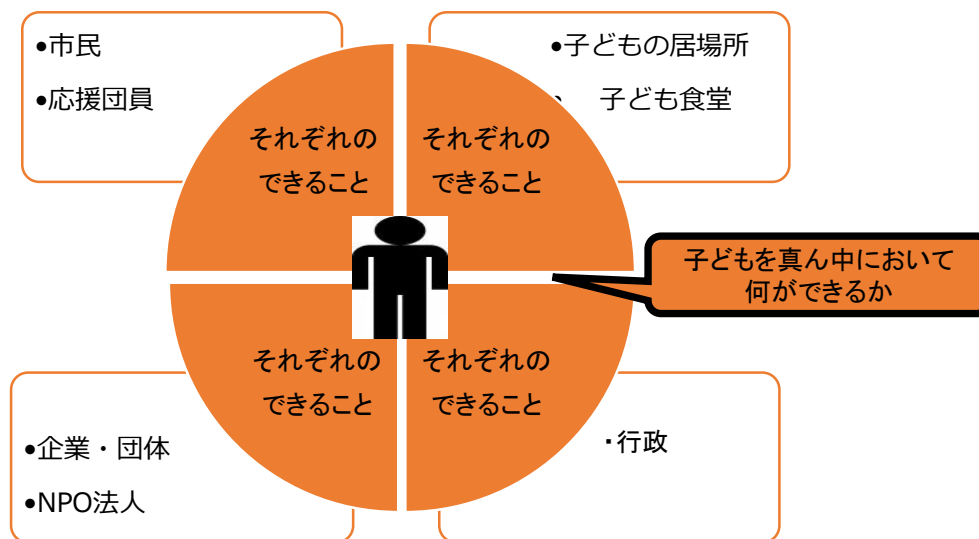 •市民
•応援団員
•子どもの居場所
、 子ども食堂
それぞれの
できること
それぞれの
できること
子どもを真ん中において
何ができるか
それぞれの
できること
それぞれの
できること
•企業・団体
•NPO法人
・行政